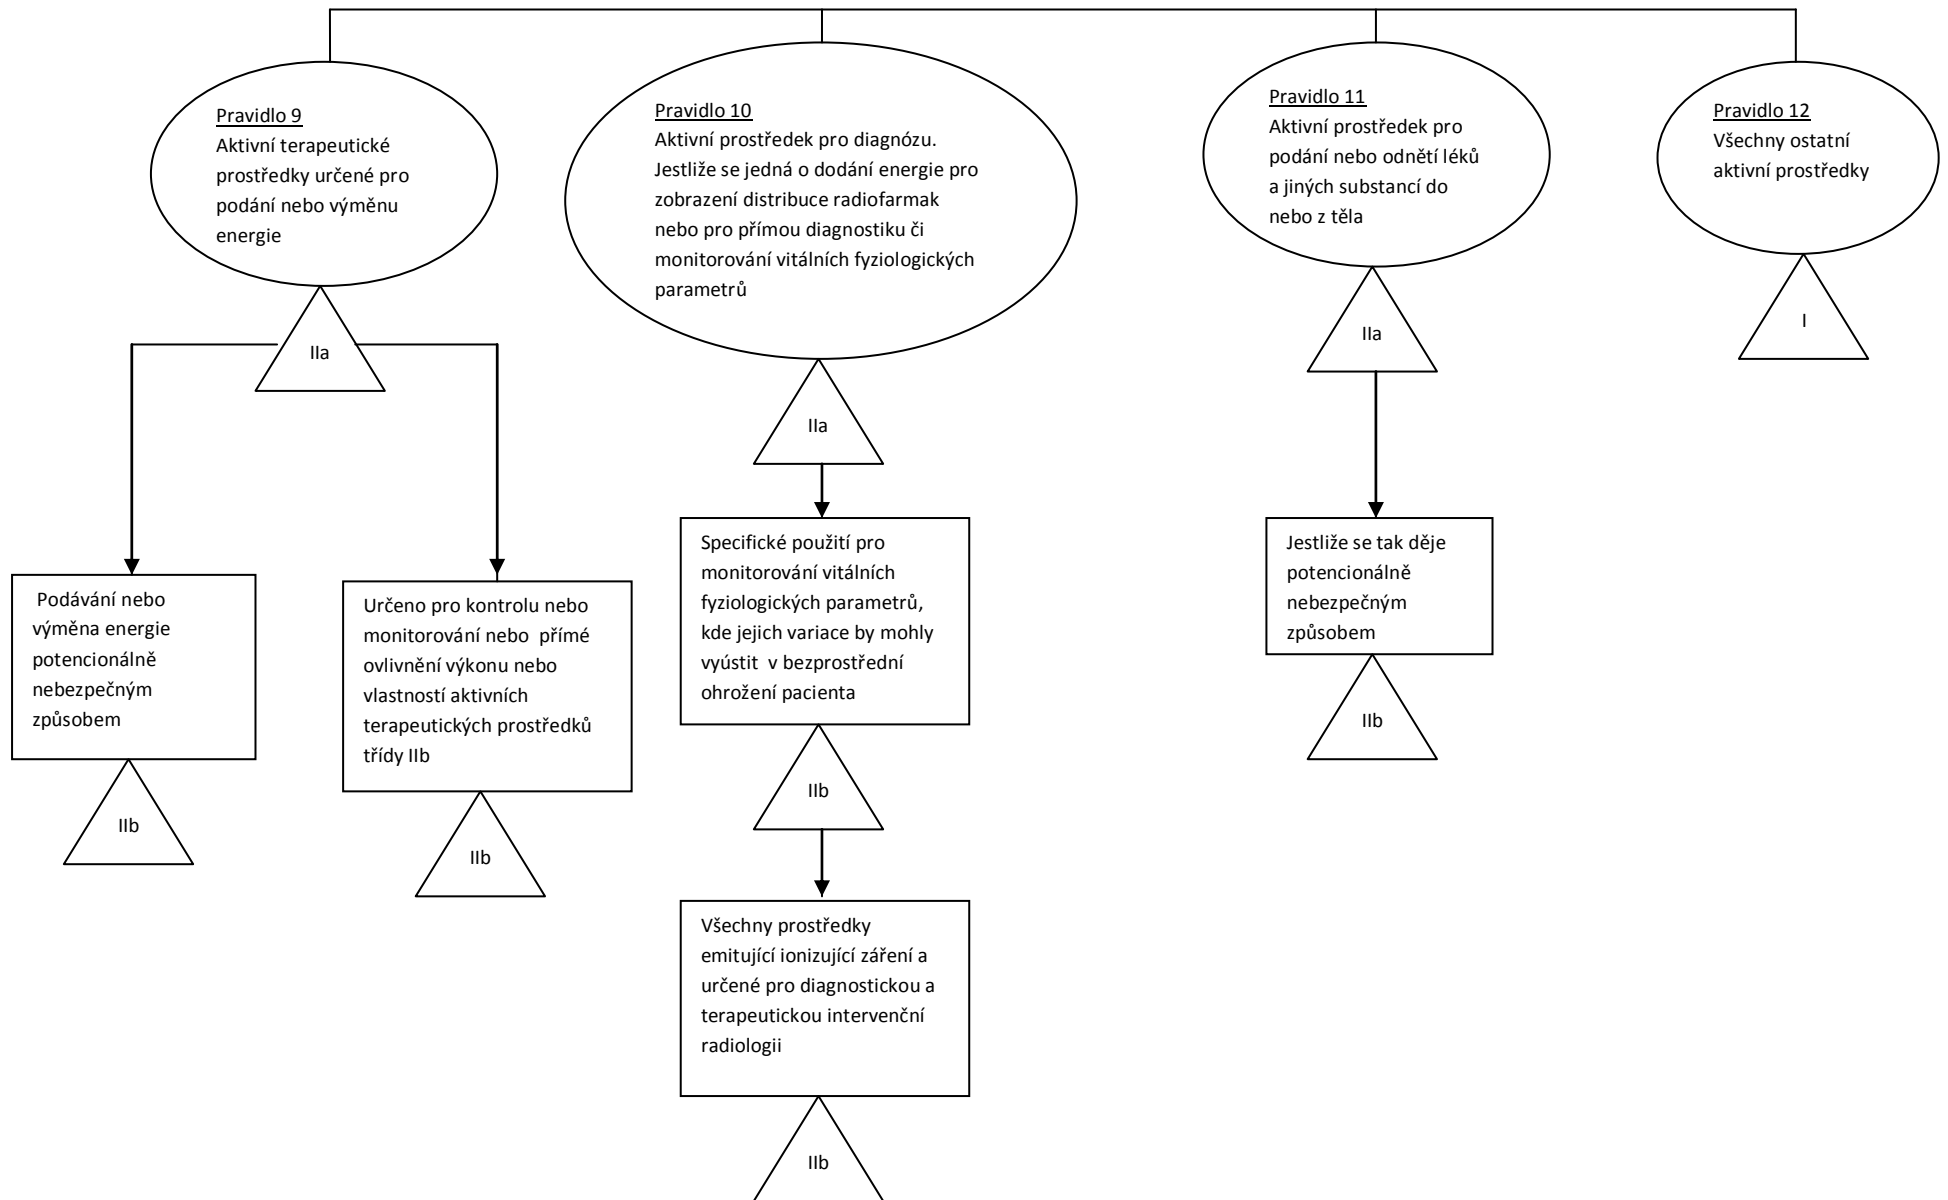 Pravidlo 9
Aktivní terapeutické
prostředky určené pro
podání nebo výměnu
energie
IIa
Podávání nebo
výměna energie
potencionálně
nebezpečným
způsobem
IIb
Určeno pro kontrolu nebo
monitorování nebo přímé
ovlivnění výkonu nebo
vlastností aktivních
terapeutických prostředků
třídy IIb
IIb
Pravidlo 10
Aktivní prostředek pro diagnózu.
Jestliže se jedná o dodání energie pro
zobrazení distribuce radiofarmak
nebo pro přímou diagnostiku či
monitorování vitálních fyziologických
parametrů
IIa
Specifické použití pro
monitorování vitálních
fyziologických parametrů,
kde jejich variace by mohly
vyústit v bezprostřední
ohrožení pacienta
IIb
Všechny prostředky
emitující ionizující záření a
určené pro diagnostickou a
terapeutickou intervenční
radiologii
IIb
Pravidlo 11
Aktivní prostředek pro
podání nebo odnětí léků
a jiných substancí do
nebo z těla
IIa
Jestliže se tak děje
potencionálně
nebezpečným
způsobem
IIb
Pravidlo 12
Všechny ostatní
aktivní prostředky
I